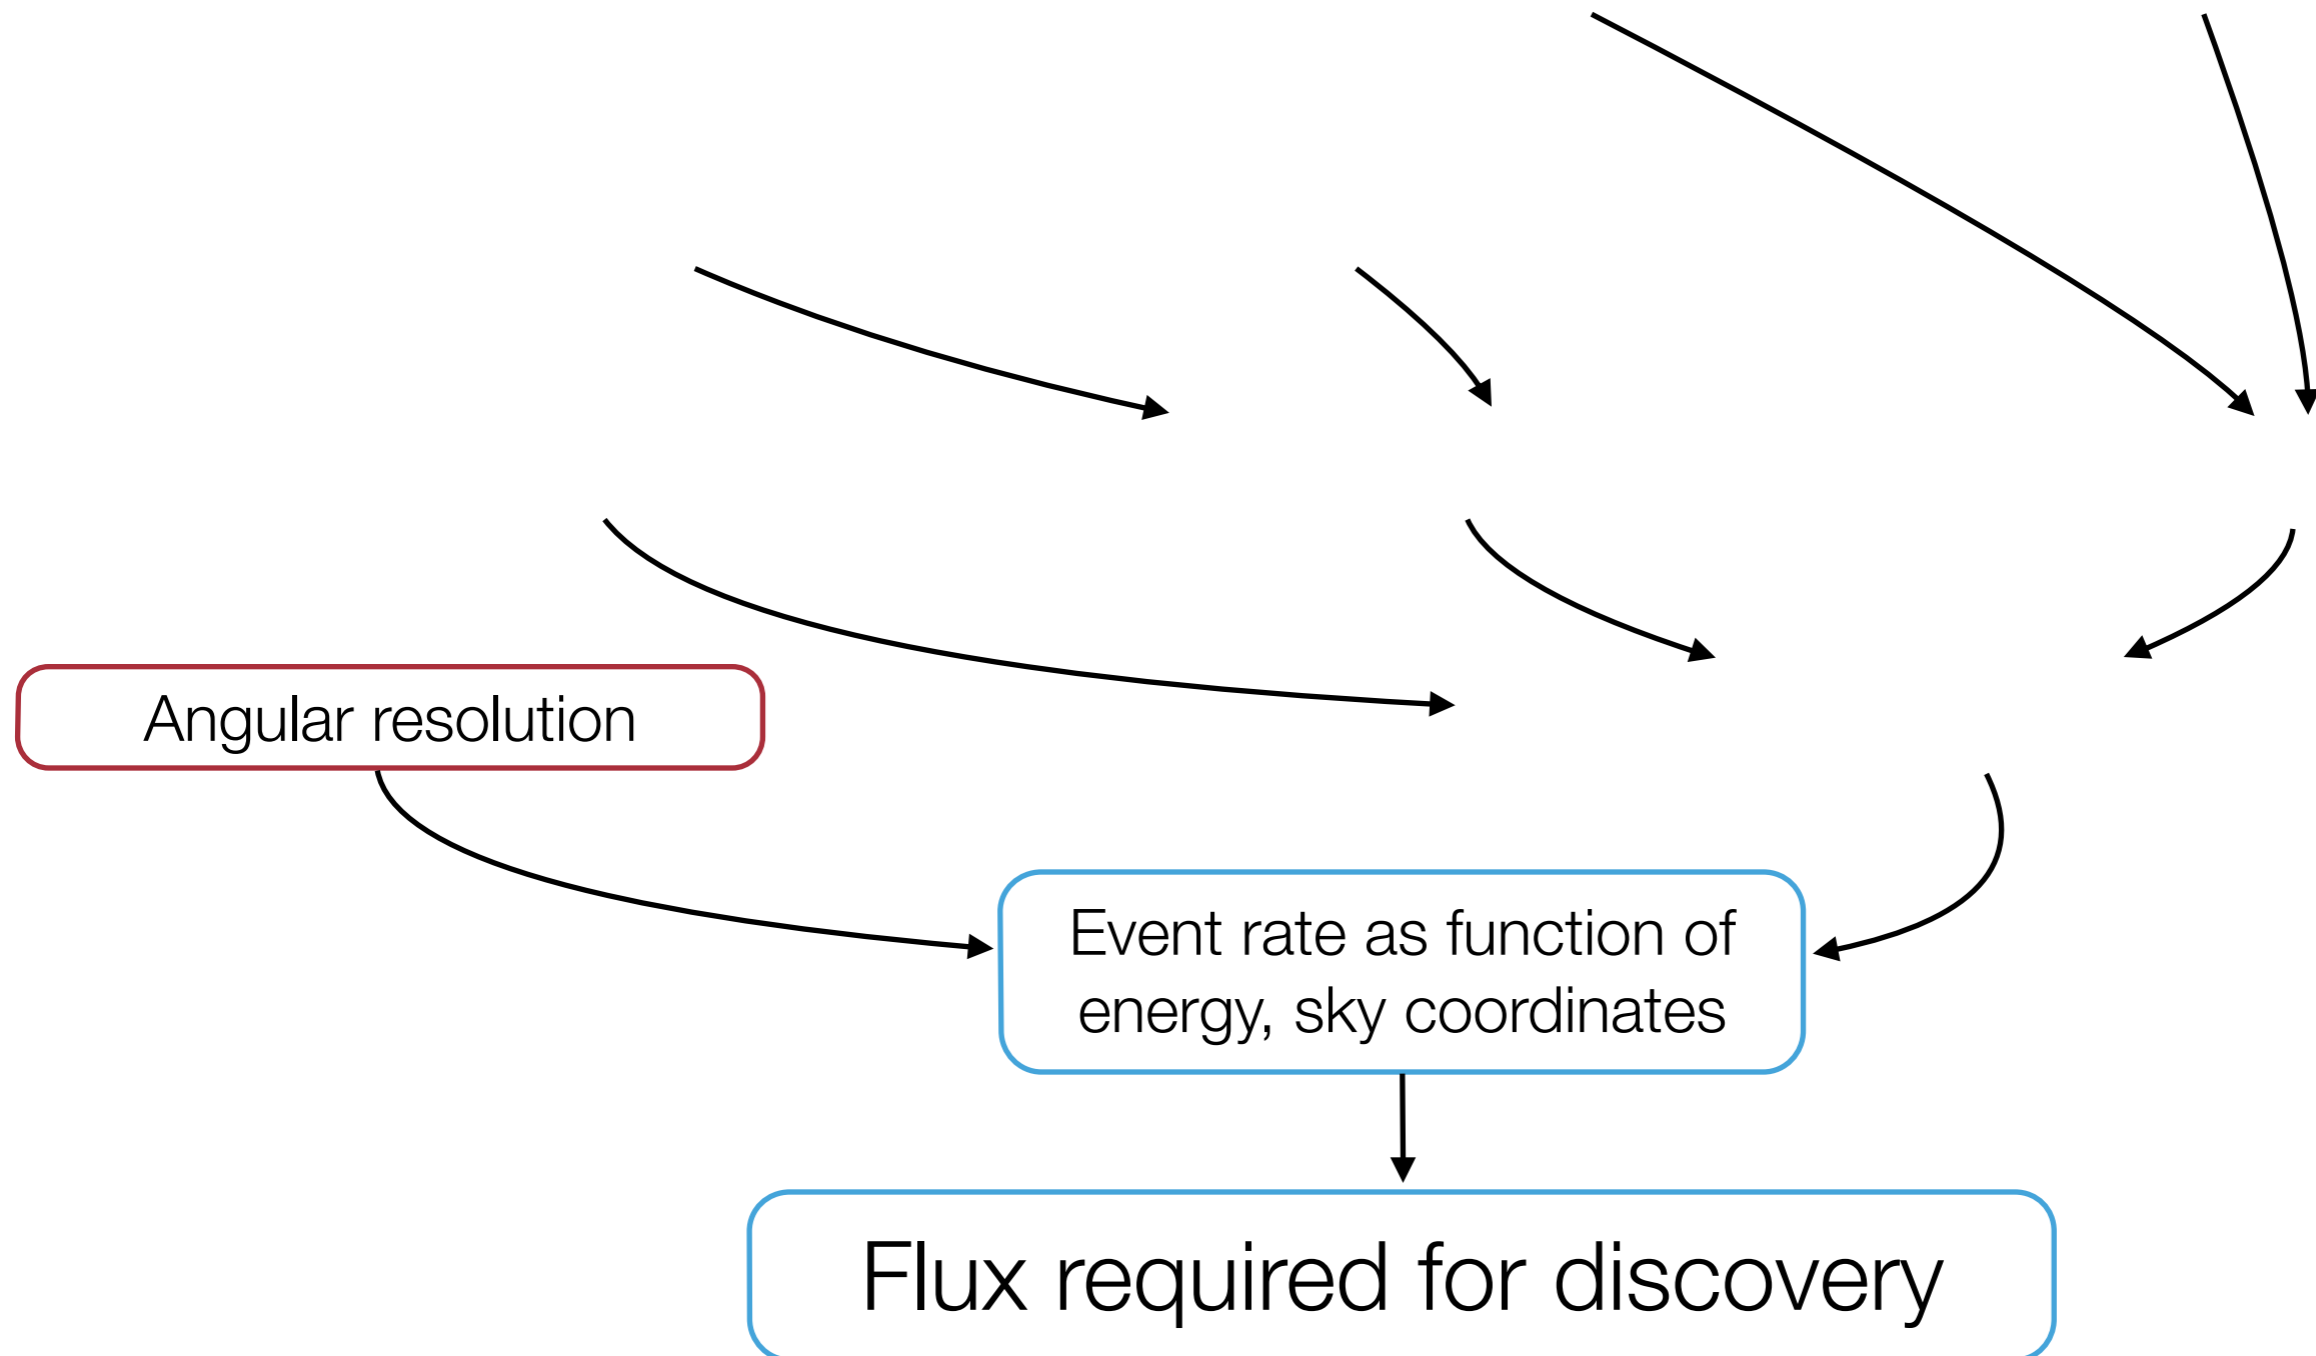 Angular resolution
Event rate as function of
energy, sky coordinates
Flux required for discovery